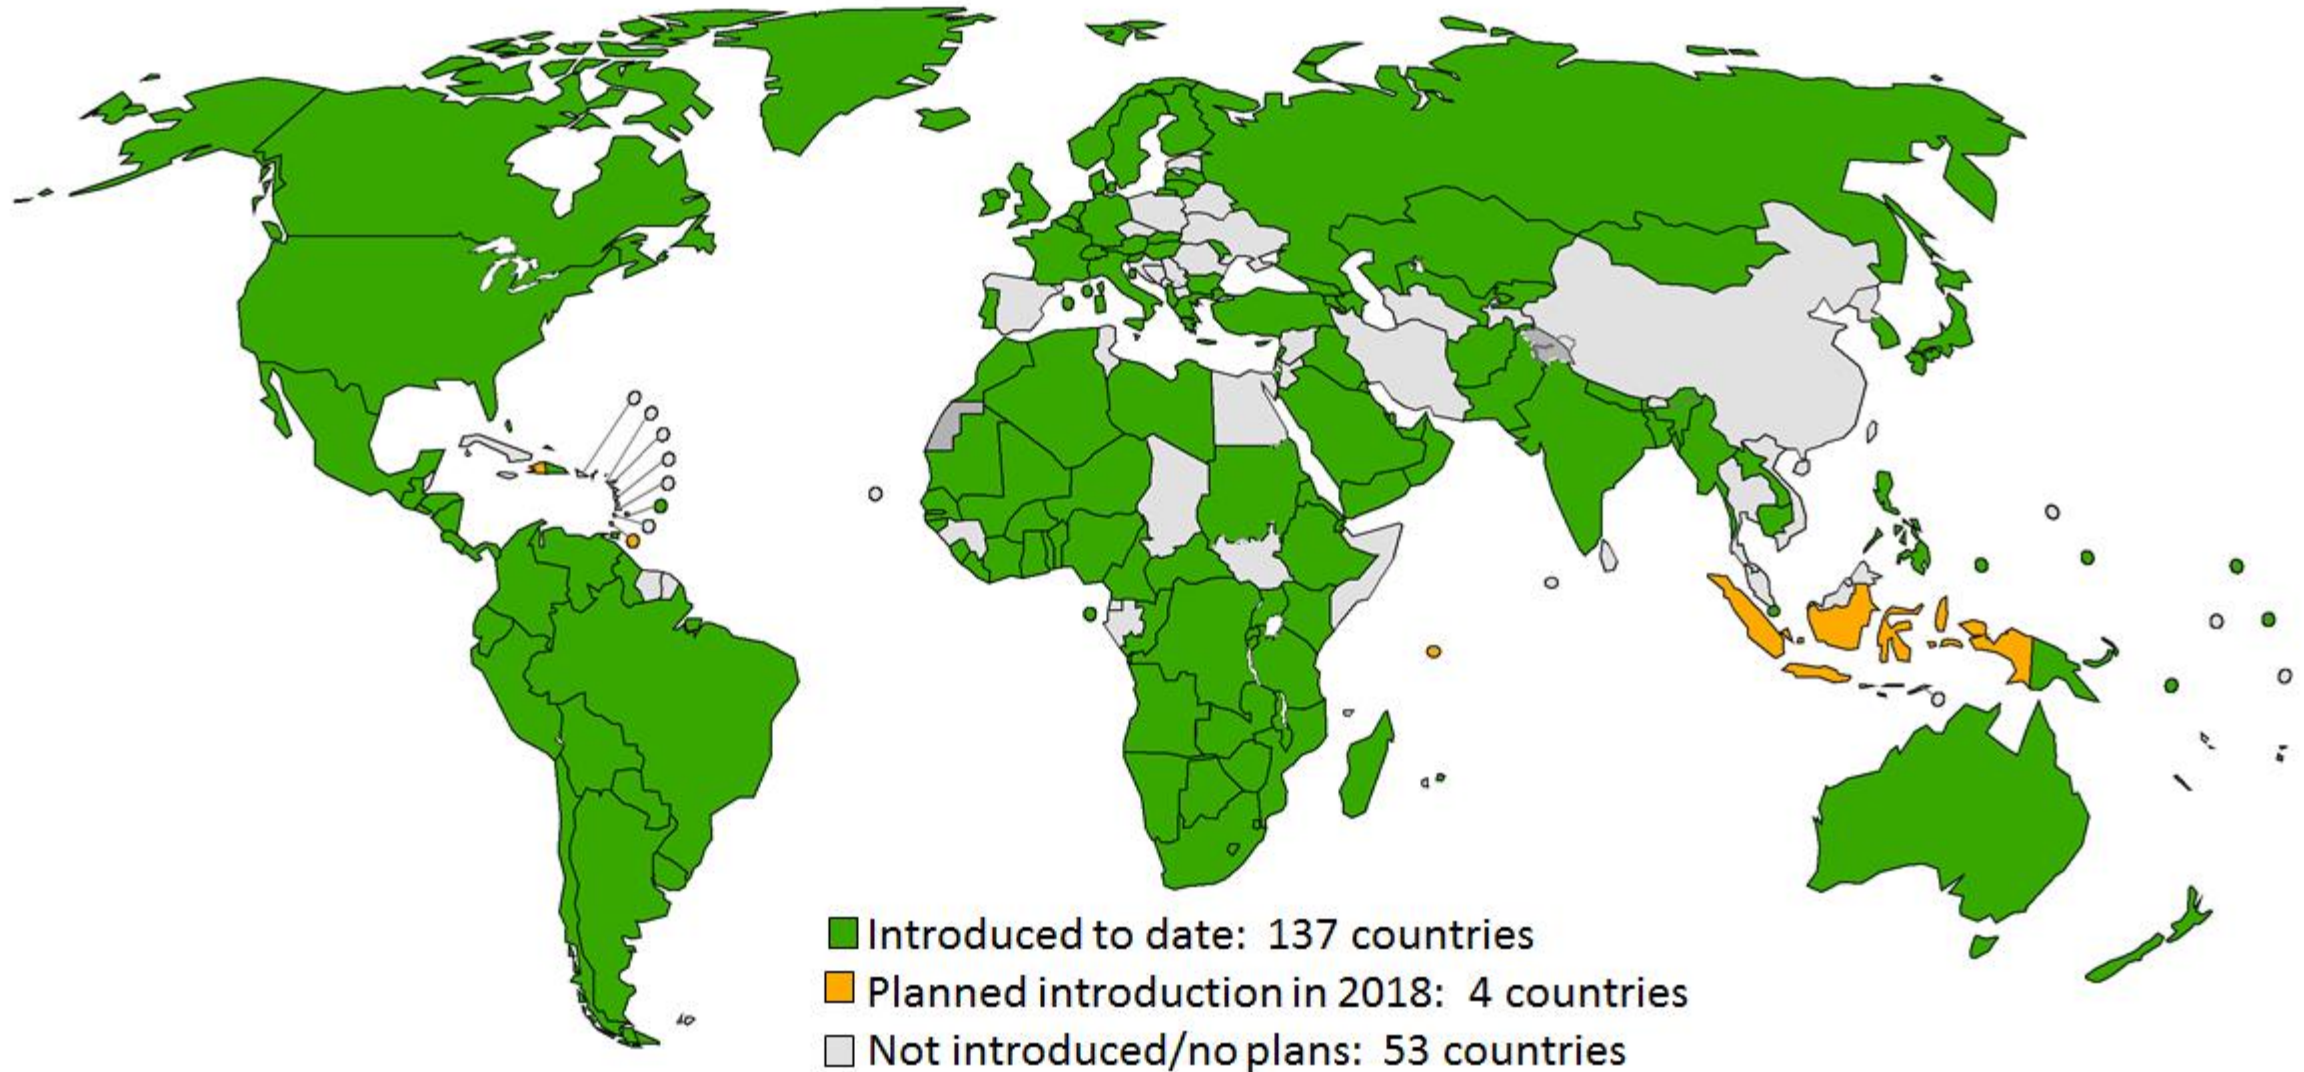 Introduced to date: 137 countries
Planned introduction in 2018: 4 countries
Not introduced/no plans: 53 countries